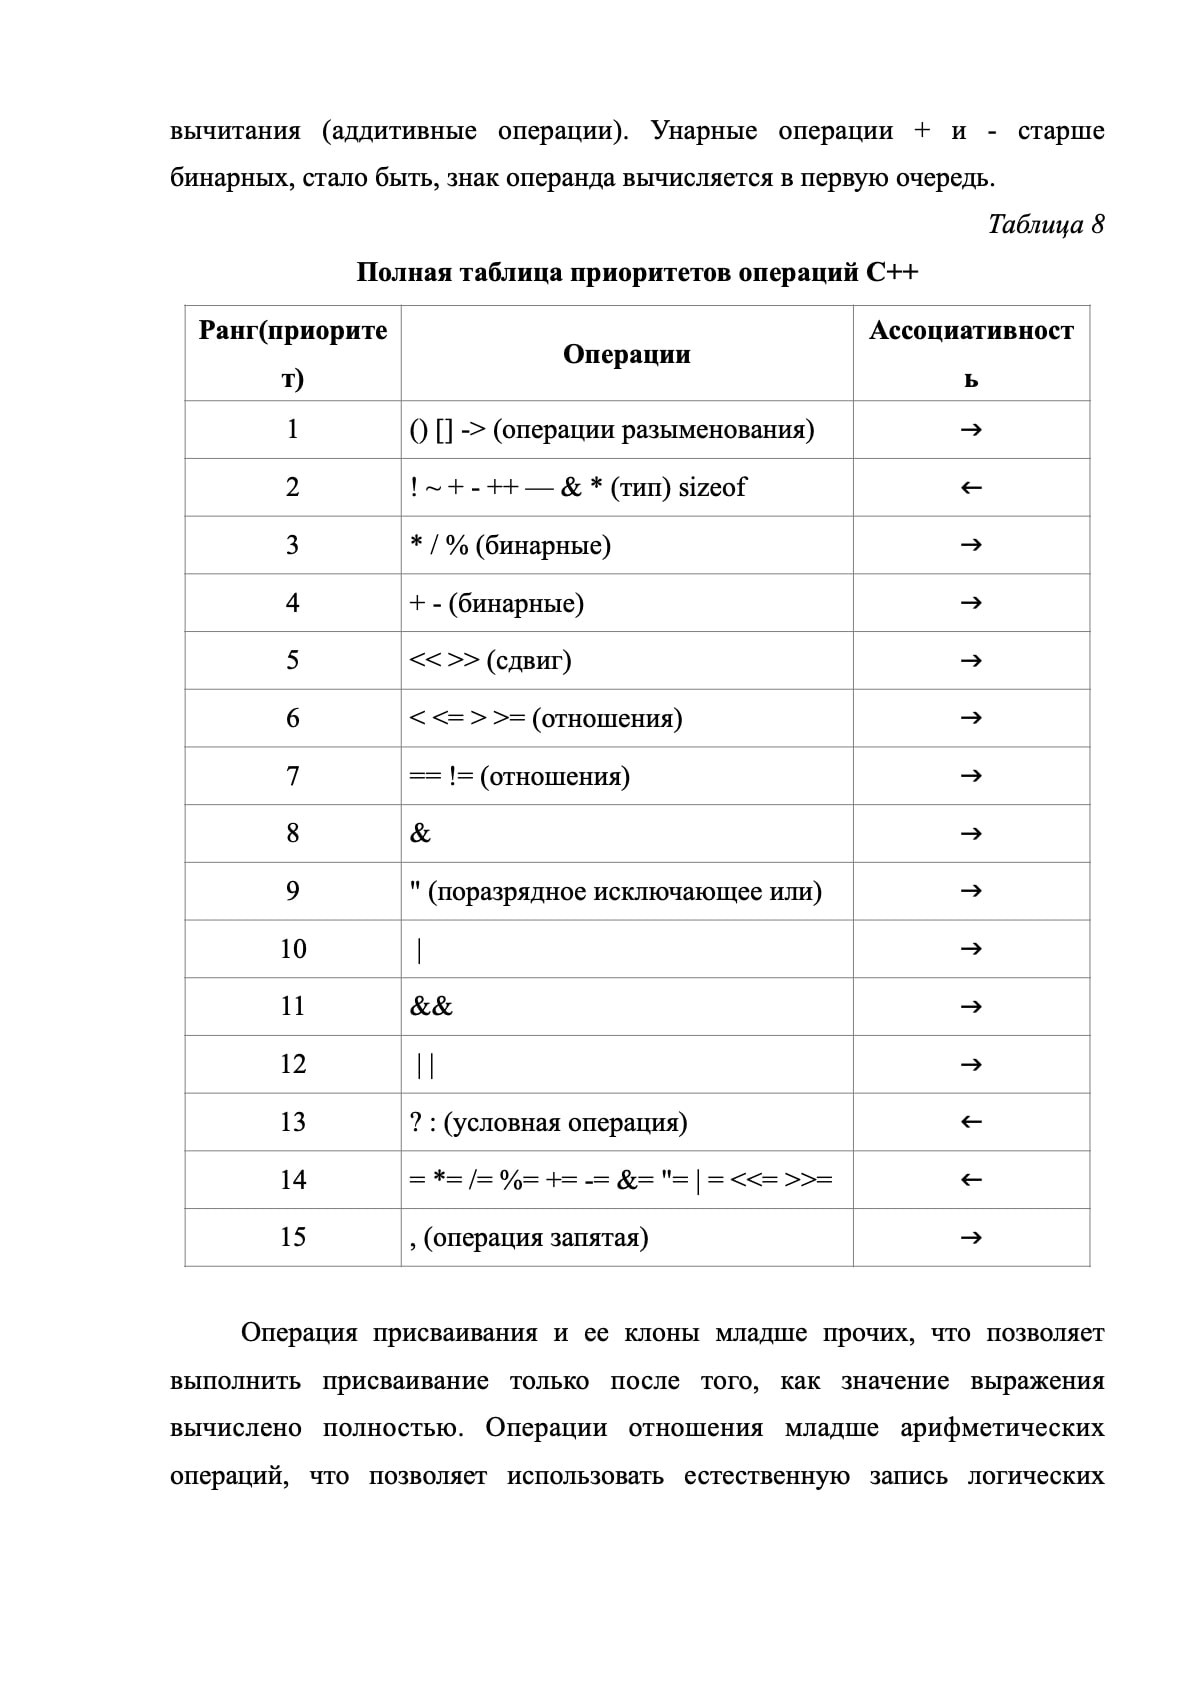 вычитания (аддитивные операции). Унарные операции + и - старше
бинарных, стало быть, знак операнда вычисляется в первую очередь.
Таблица 8
Полная таблица приоритетов операций С++
Ранг(приорите
т)
Операции
Ассоциативност
ь
1 () [] -> (операции разыменования) →
2 ! ~ + - ++ — & * (тип) sizeof ←
3 * / % (бинарные) →
4 + - (бинарные) →
5 << >> (сдвиг) →
6 < <= > >= (отношения) →
7 == != (отношения) →
8 & →
9 " (поразрядное исключающее или) →
10 | →
11 && →
12 | | →
13 ? : (условная операция) ←
14 = *= /= %= += -= &= "= | = <<= >>= ←
15 , (операция запятая) →
Операция присваивания и ее клоны младше прочих, что позволяет
выполнить присваивание только после того, как значение выражения
вычислено полностью. Операции отношения младше арифметических
операций, что позволяет использовать естественную запись логических